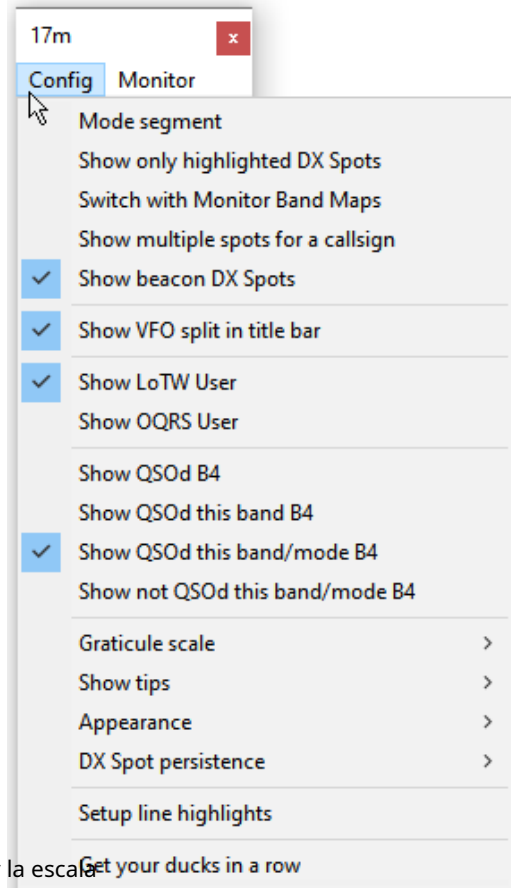 17m
x
Config Monitor
Mode segment
Show only highlighted DX Spots
Switch with Monitor Band Maps
Show multiple spots for a callsign
Show beacon DX Spots
Show VFO split in title bar
Show LoTW User
Show OQRS User
Show QSOd B4
Show QSOd this band B4
Show QSOd this band/mode B4
Show not QSOd this band/mode B4
Graticule scale
Show tips
Appearance
DX Spot persistence
Setup line highlights
la escala
Get your ducks in a row